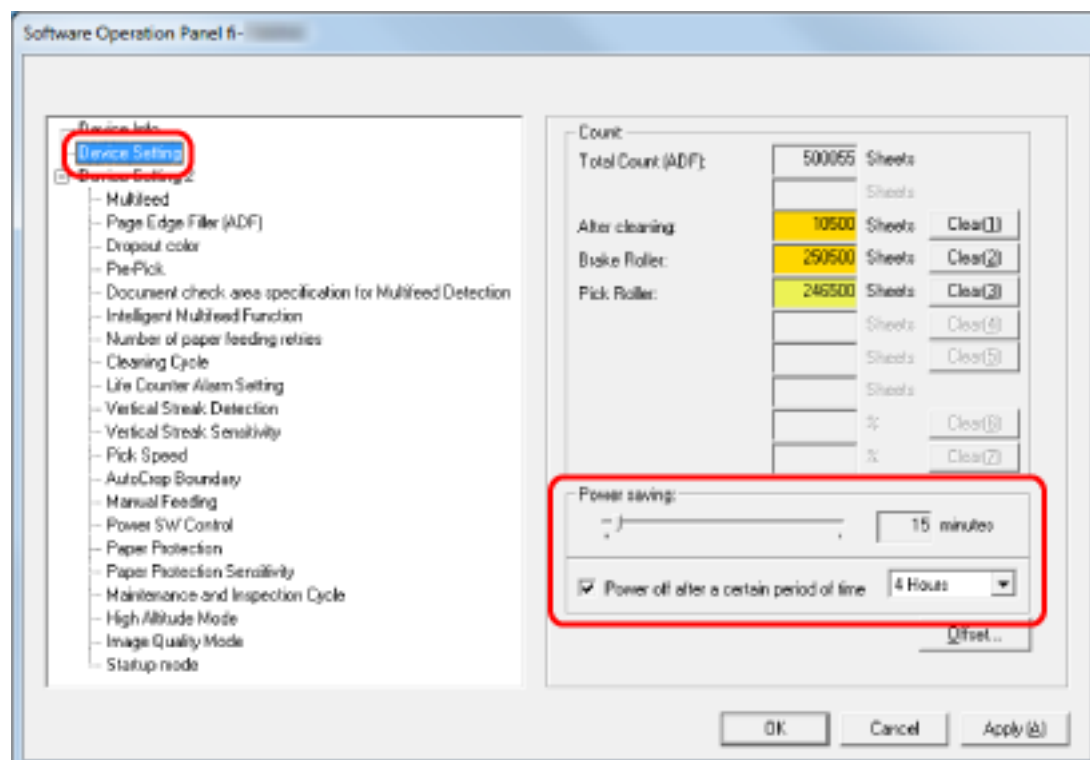 Software Operation Panel fi-
Device Info
Device Setting
Device Setting 2
Multifeed
Page Edge Filler (ADF)
Dropout color
Pre-Pick
Document check area specification for Multifeed Detection
Intelligent Multifeed Function
Number of paper feeding retries
Cleaning Cycle
Life Counter Alarm Setting
Vertical Streak Detection
Vertical Streak Sensitivity
Pick Speed
AutoCrop Boundary
Manual Feeding
Power SW Control
Paper Protection
Paper Protection Sensitivity
Maintenance and Inspection Cycle
High Altitude Mode
Image Quality Mode
Startup mode
Count:
Total Count (ADF): 500055 Sheets
Sheets
After cleaning: 10500 Sheets Clear(1)
Brake Roller: 250500 Sheets Clear(2)
Pick Roller: 246500 Sheets Clear(3)
Sheets Clear(4)
Sheets Clear(5)
Sheets
% Clear(6)
% Clear(7)
Power saving:
15 minutes
Power off after a certain period of time 4 Hours
Offset...
OK Cancel Apply (A)